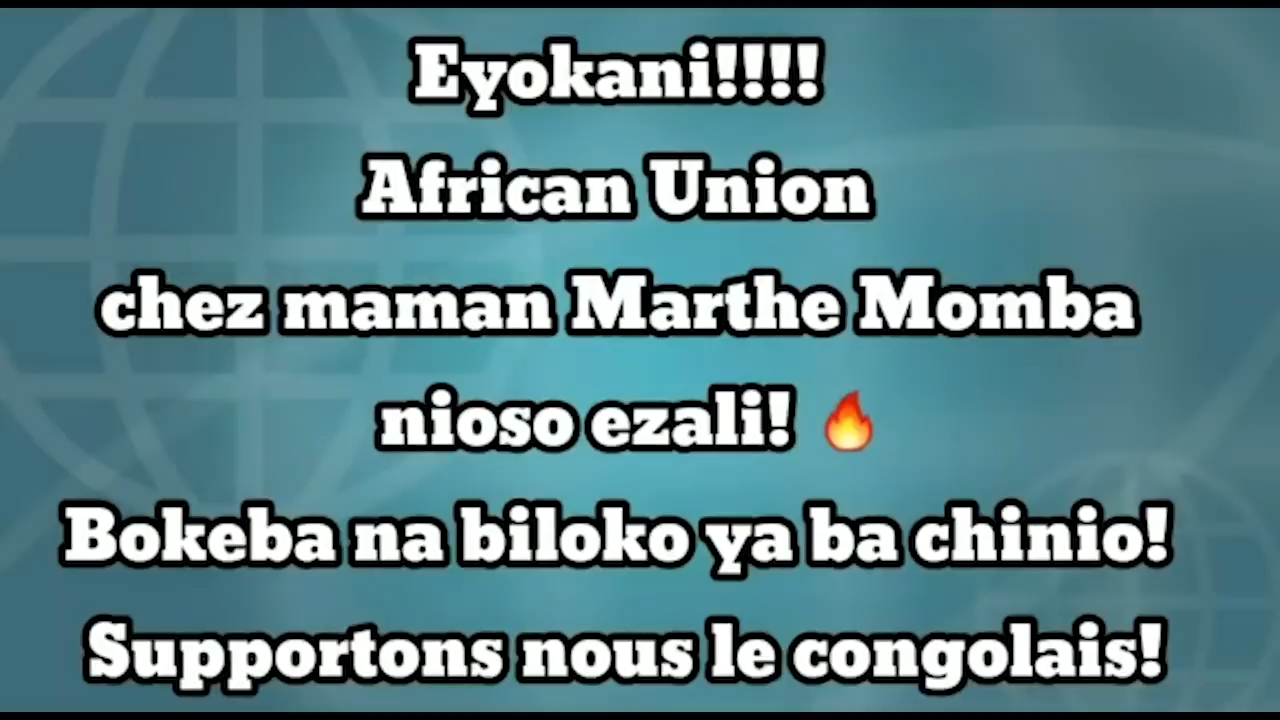 Eyokani!!!!
African Union
chez maman Marthe Momba
nioso ezali! 🔥
Bokeba na biloko ya ba chinio!
Supportons nous le congolais!